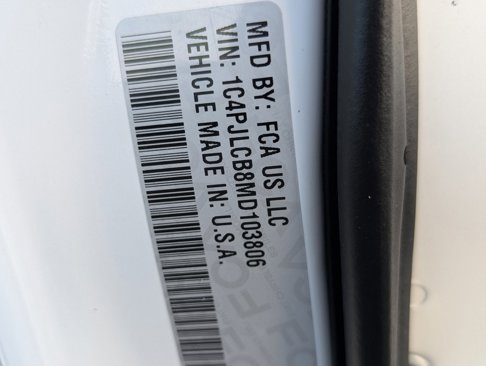 MFD BY: FCA US LLC
VIN: 1C4PJLCB8MD103806
VEHICLE MADE IN: U.S.A.